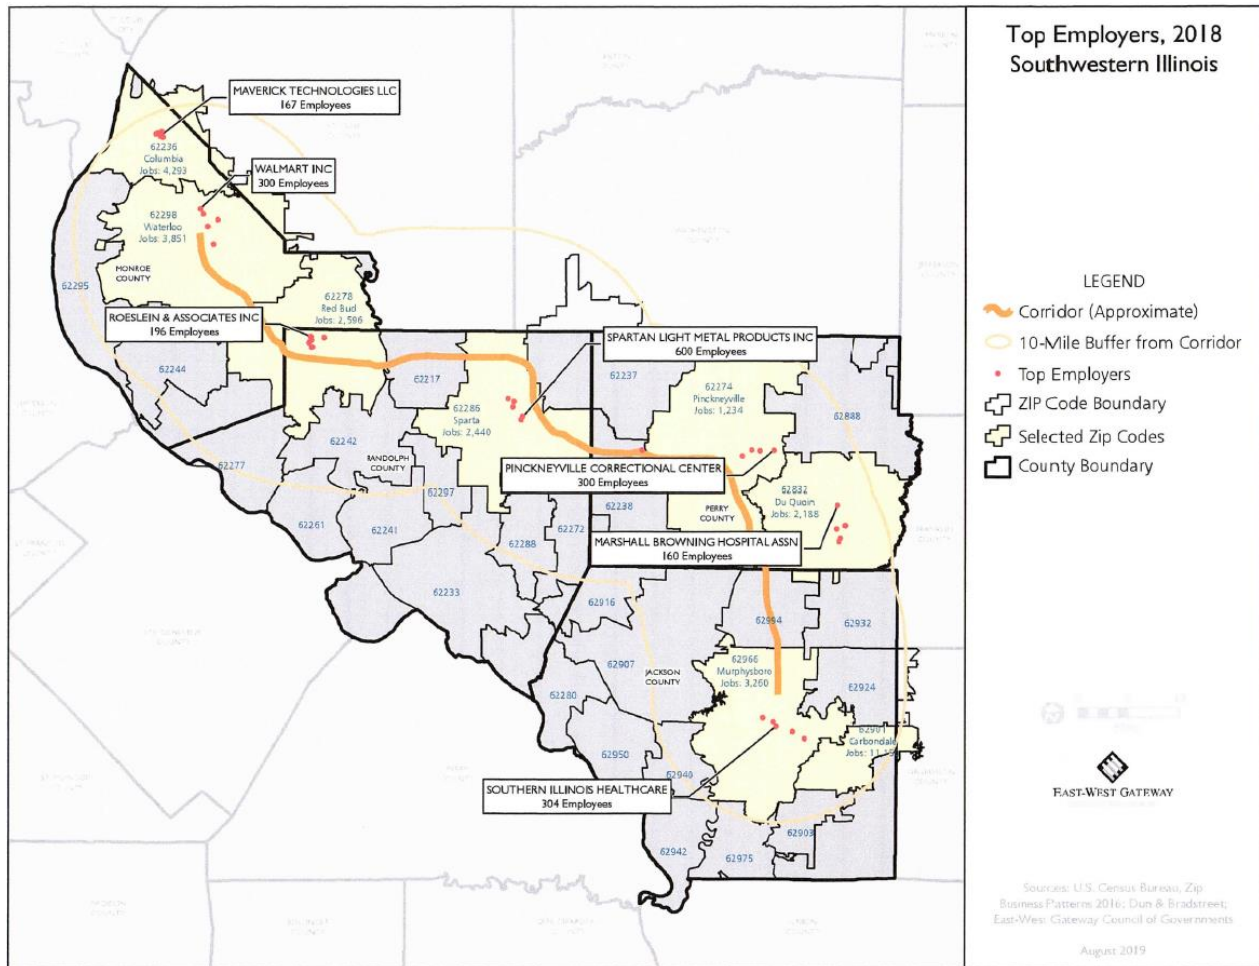 Top Employers, 2018
Southwestern Illinois
MAVERICK TECHNOLOGIES LLC
167 Employees
62236
Columbia
Jobs: 4,293
WALMART INC
300 Employees
62298
Waterloo
Jobs: 3,851
MONROE
COUNTY
62295
62278
Red Bud
Jobs: 2,596
ROESLEIN & ASSOCIATES INC
196 Employees
SPARTAN LIGHT METAL PRODUCTS INC
600 Employees
62244
62217
62237
62274
Pinckneyville
Jobs: 1,234
62888
62286
Sparta
Jobs: 2,440
62242
RANDOLPH
COUNTY
62277
PINCKNEYVILLE CORRECTIONAL CENTER
300 Employees
62297
62832
Du Quoin
Jobs: 2,188
62238
PERRY
COUNTY
62261
62241
62272
62288
MARSHALL BROWNING HOSPITAL ASSN
160 Employees
62233
62916
62994
62932
62907
JACKSON
COUNTY
62966
Murphysboro
Jobs: 3,260
62924
62280
62901
Carbondale
62950
62940
SOUTHERN ILLINOIS HEALTHCARE
304 Employees
62903
62942
62975
LEGEND
Corridor (Approximate)
10-Mile Buffer from Corridor
Top Employers
ZIP Code Boundary
Selected Zip Codes
County Boundary
EAST-WEST GATEWAY
Sources: U.S. Census Bureau, Zip
Business Patterns 2016; Dun & Bradstreet;
East-West Gateway Council of Governments
August 2019